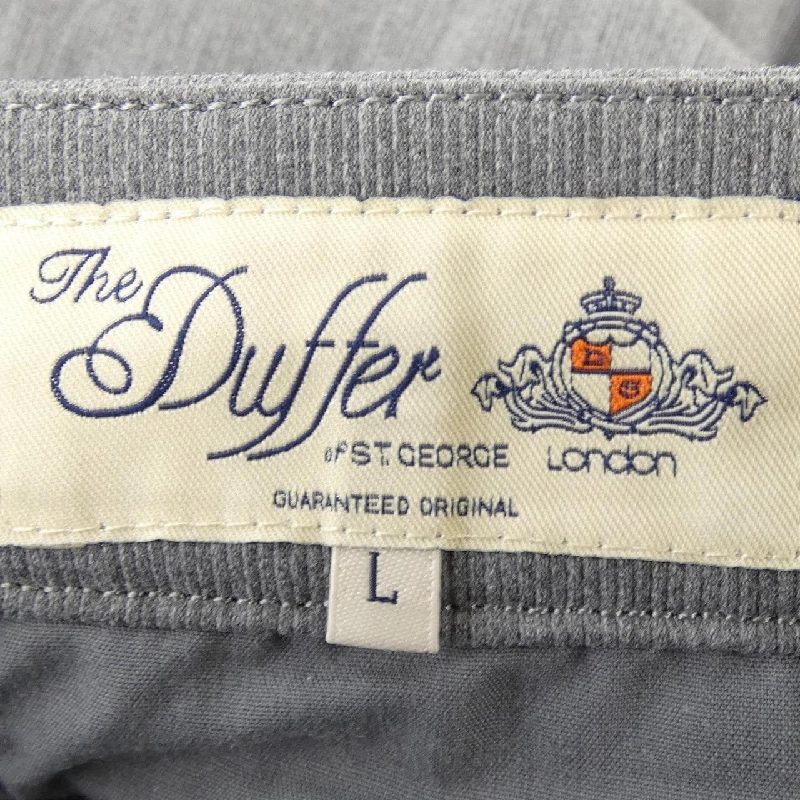 The
Duffer
of ST. GEORGE
London
D
G
GUARANTEED ORIGINAL
L